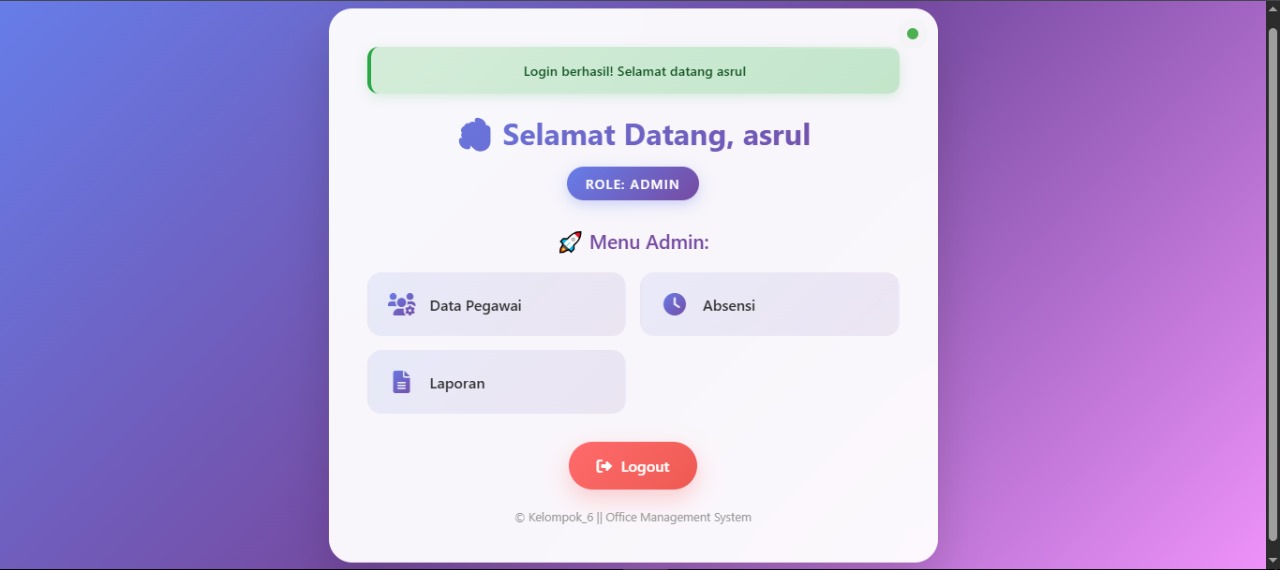 Login berhasil! Selamat datang asrul
Selamat Datang, asrul
ROLE: ADMIN
🚀 Menu Admin:
Data Pegawai
Absensi
Laporan
Logout
© Kelompok_6 || Office Management System